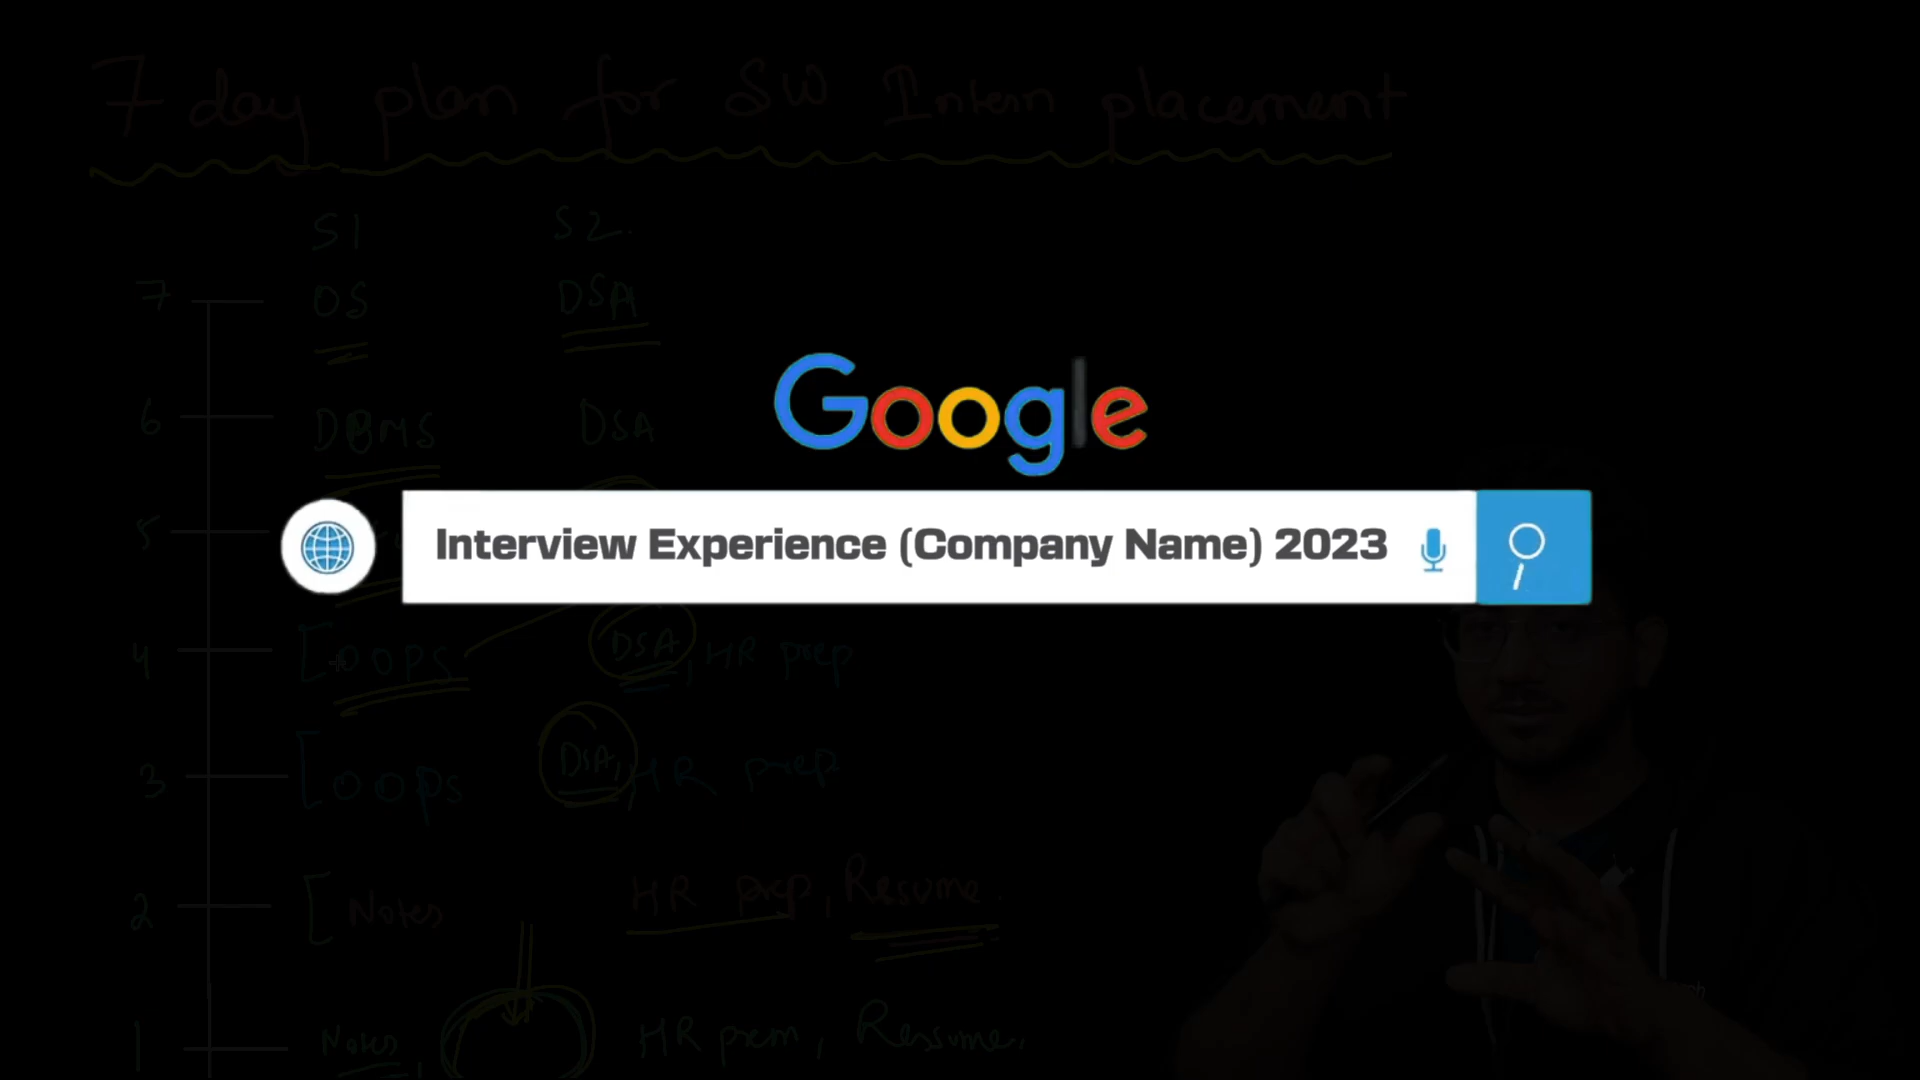 7 day plan for SW Intern placement
S1 S2.
7 OS DSA
Google
6 DBMS DSA
Interview Experience (Company Name) 2023
5
4 [OOPS DSA, HR prep
3 [OOPS DSA, HR prep
2 [Notes HR prep, Resume.
1 Notes, HR prem, Resume.